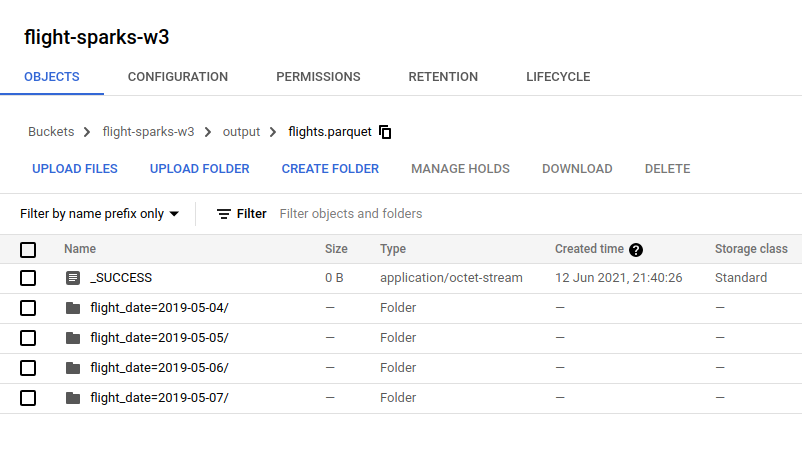 flight-sparks-w3
OBJECTS CONFIGURATION PERMISSIONS RETENTION LIFECYCLE
Buckets > flight-sparks-w3 > output > flights.parquet
UPLOAD FILES UPLOAD FOLDER CREATE FOLDER MANAGE HOLDS DOWNLOAD DELETE
Filter by name prefix only Filter Filter objects and folders
Name Size Type Created time ? Storage class
_SUCCESS 0 B application/octet-stream 12 Jun 2021, 21:40:26 Standard
flight_date=2019-05-04/ — Folder — —
flight_date=2019-05-05/ — Folder — —
flight_date=2019-05-06/ — Folder — —
flight_date=2019-05-07/ — Folder — —